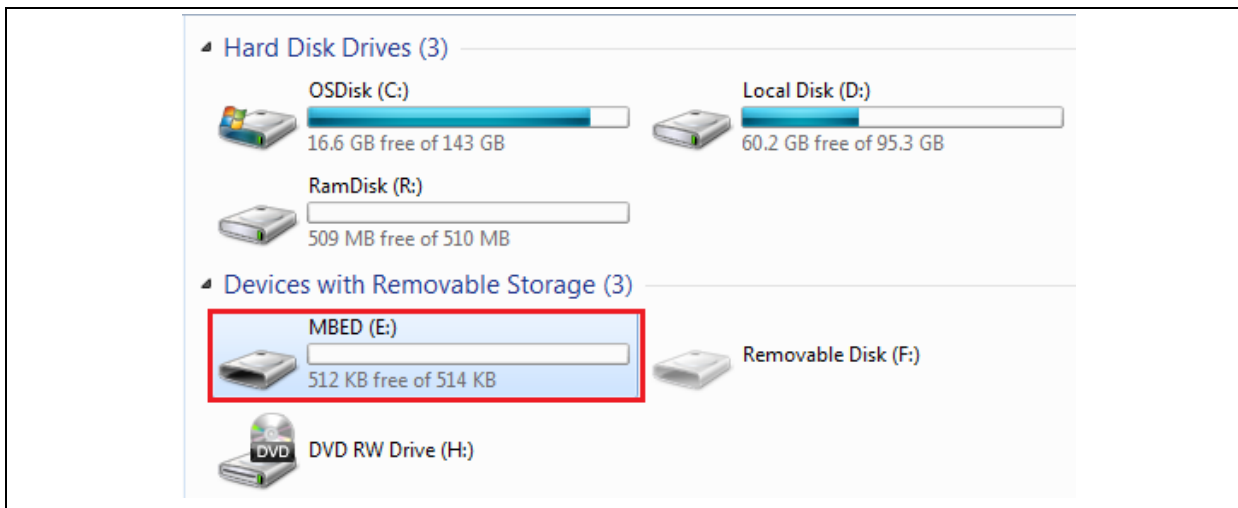 Hard Disk Drives (3)
OSDisk (C:)
16.6 GB free of 143 GB
Local Disk (D:)
60.2 GB free of 95.3 GB
RamDisk (R:)
509 MB free of 510 MB
Devices with Removable Storage (3)
MBED (E:)
512 KB free of 514 KB
Removable Disk (F:)
DVD
DVD RW Drive (H:)